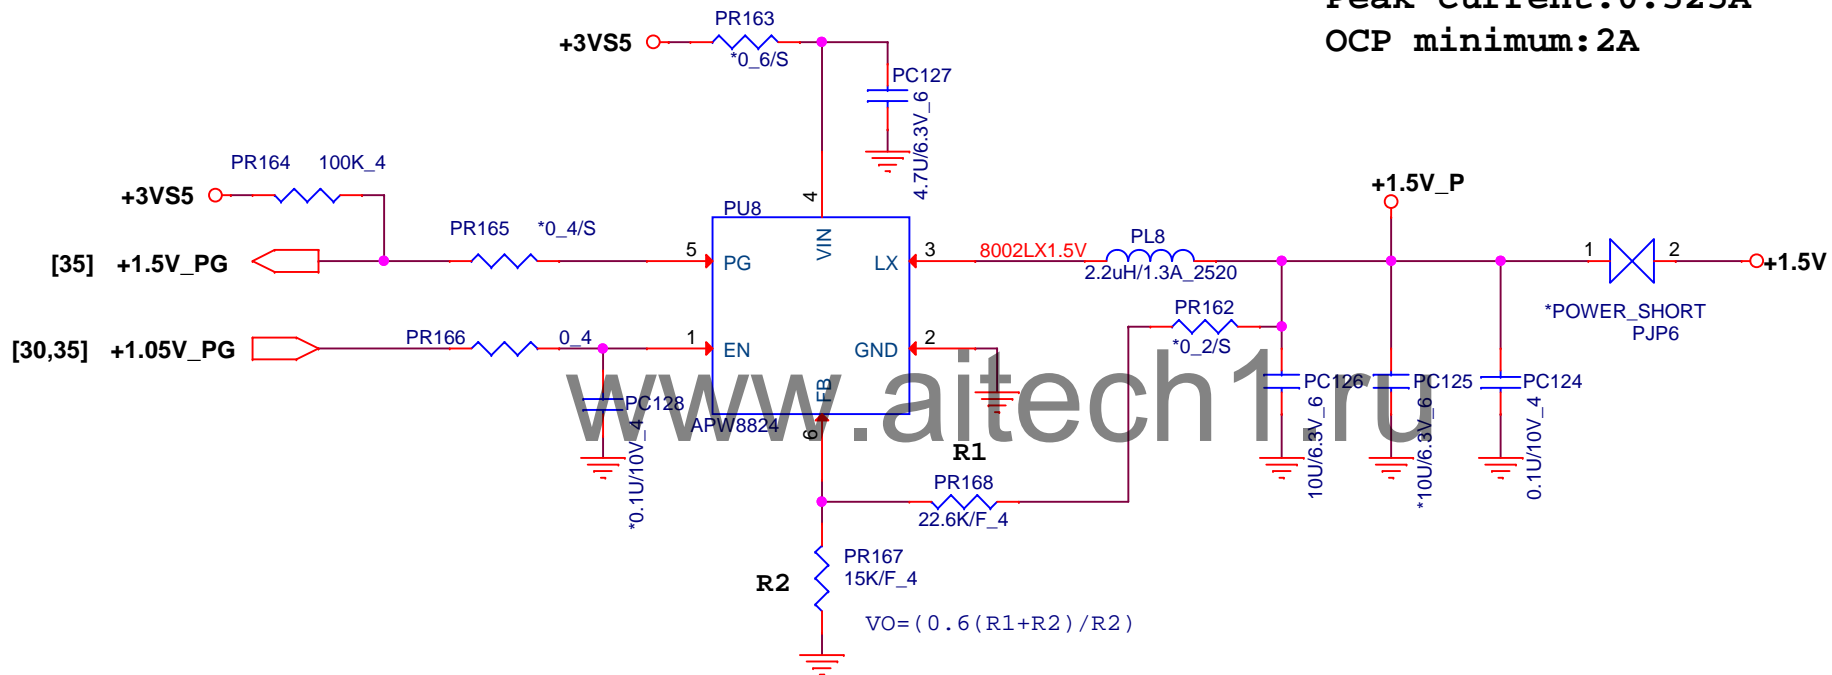 Peak Current:0.525A
OCP minimum:2A
PR163
+3VS5
*0_6/S
PC127
4.7U/6.3V_6
PR164
100K_4
+3VS5
+1.5V_P
PU8
4
PR165
*0_4/S
5
PG
VIN
LX
3
8002LX1.5V
PL8
2.2uH/1.3A_2520
1
2
+1.5V
[35] +1.5V_PG
*POWER_SHORT
PJP6
PR162
*0_2/S
[30,35] +1.05V_PG
PR166
0_4
1
EN
GND
2
PC128
*0.1U/10V_4
FB
6
APW8824
www.aitech1.ru
PC126
10U/6.3V_6
PC125
*10U/6.3V_6
PC124
0.1U/10V_4
R1
PR168
22.6K/F_4
R2
PR167
15K/F_4
VO=(0.6(R1+R2)/R2)